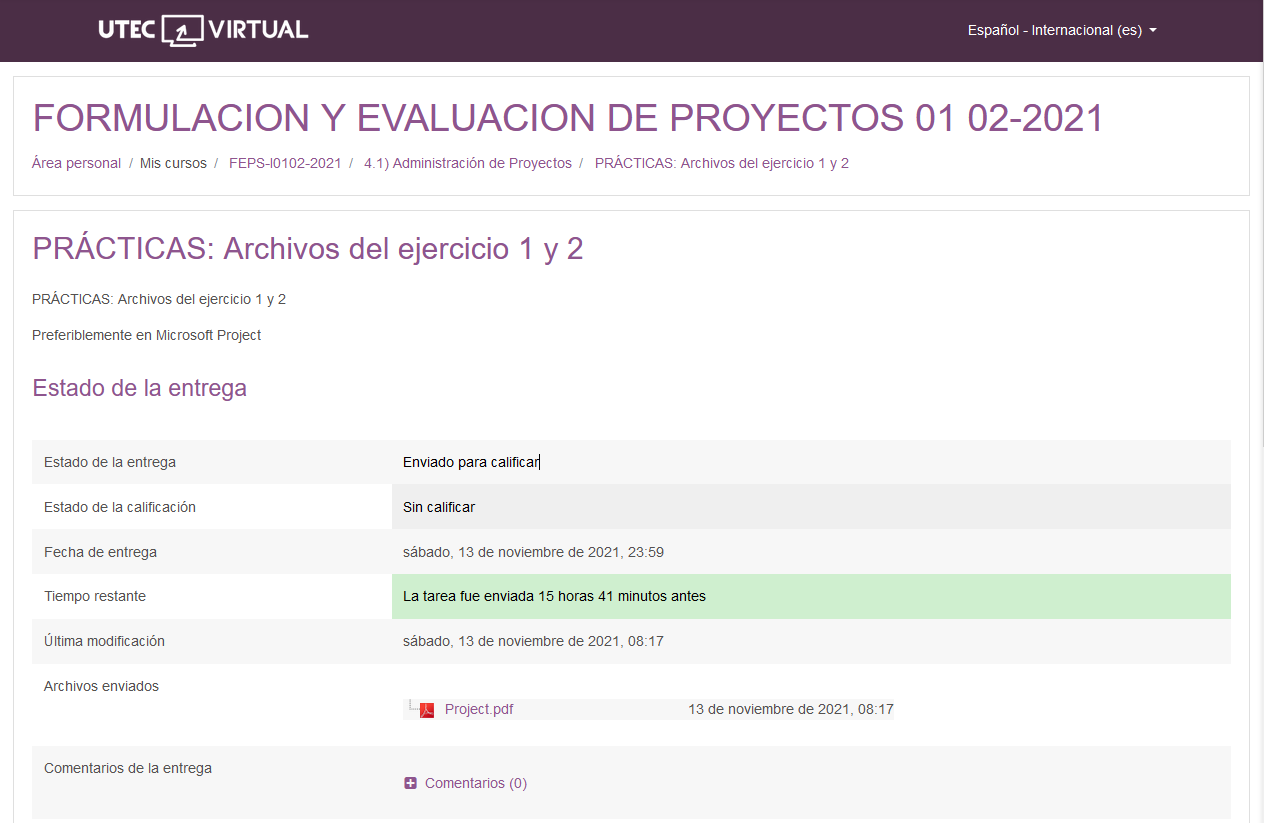 UTEC VIRTUAL
Español - Internacional (es)
FORMULACION Y EVALUACION DE PROYECTOS 01 02-2021
Área personal / Mis cursos / FEPS-I0102-2021 / 4.1) Administración de Proyectos / PRÁCTICAS: Archivos del ejercicio 1 y 2
PRÁCTICAS: Archivos del ejercicio 1 y 2
PRÁCTICAS: Archivos del ejercicio 1 y 2
Preferiblemente en Microsoft Project
Estado de la entrega
Estado de la entrega Enviado para calificar
Estado de la calificación Sin calificar
Fecha de entrega sábado, 13 de noviembre de 2021, 23:59
Tiempo restante La tarea fue enviada 15 horas 41 minutos antes
Última modificación sábado, 13 de noviembre de 2021, 08:17
Archivos enviados
Project.pdf 13 de noviembre de 2021, 08:17
Comentarios de la entrega
Comentarios (0)